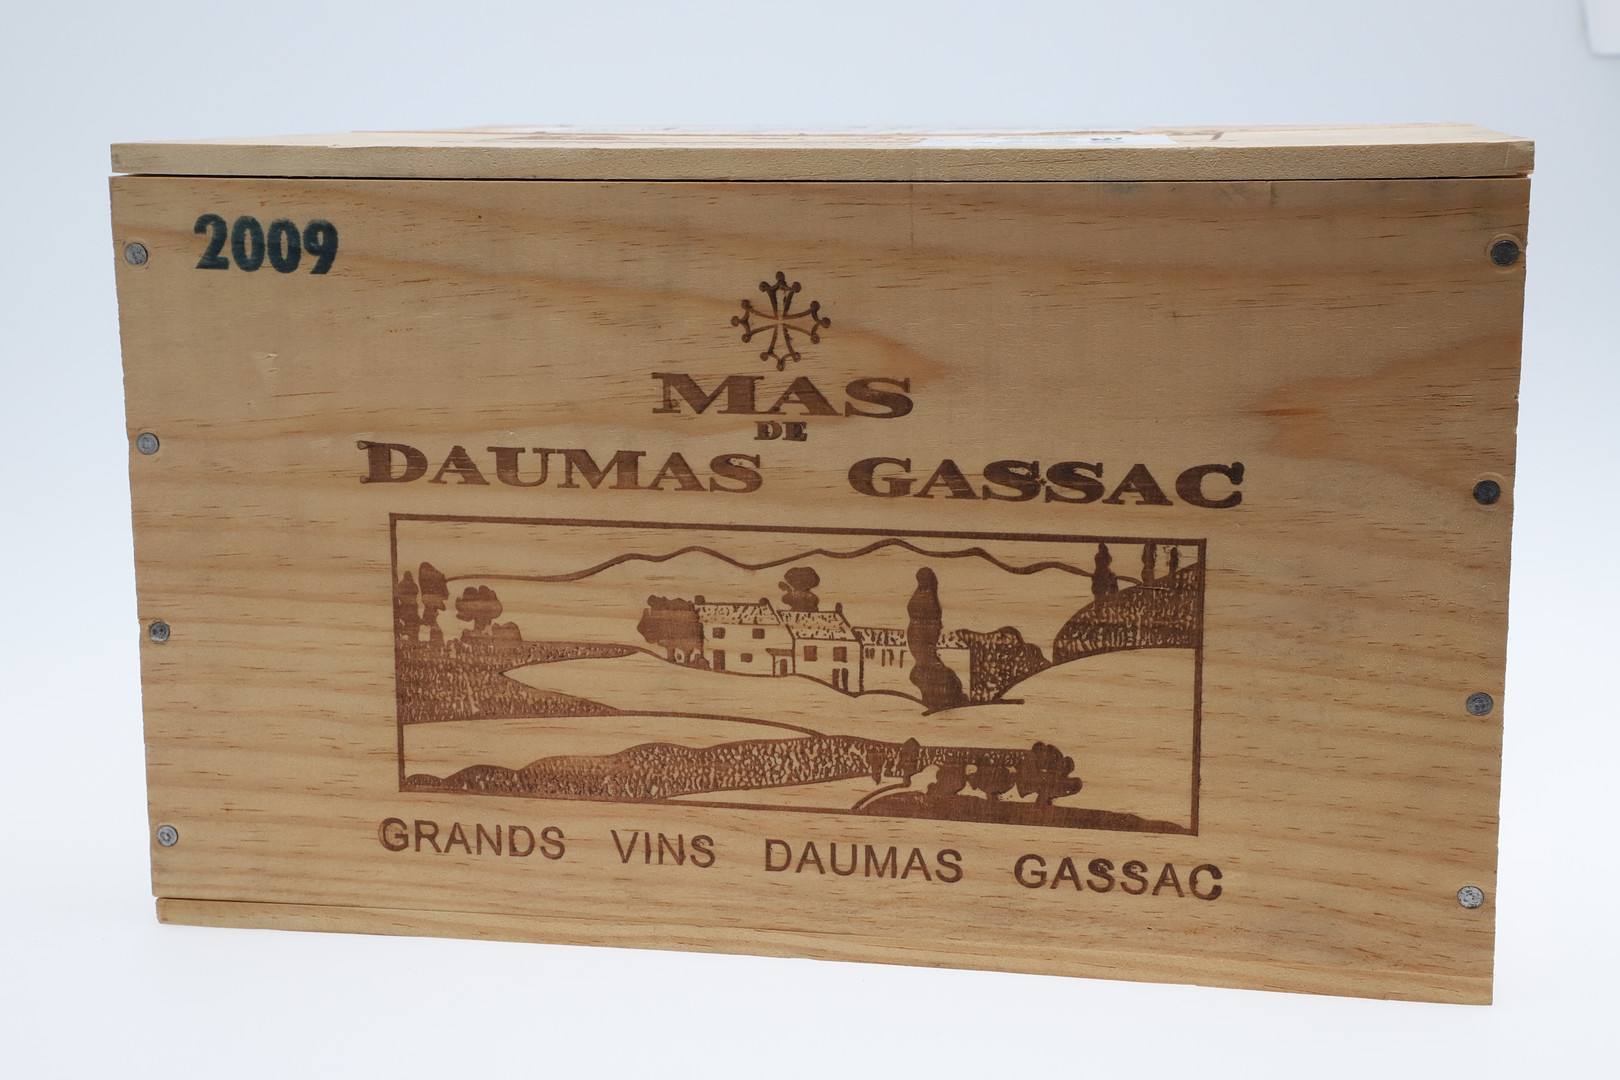 2009
MAS
DE
DAUMAS GASSAC
GRANDS VINS DAUMAS GASSAC